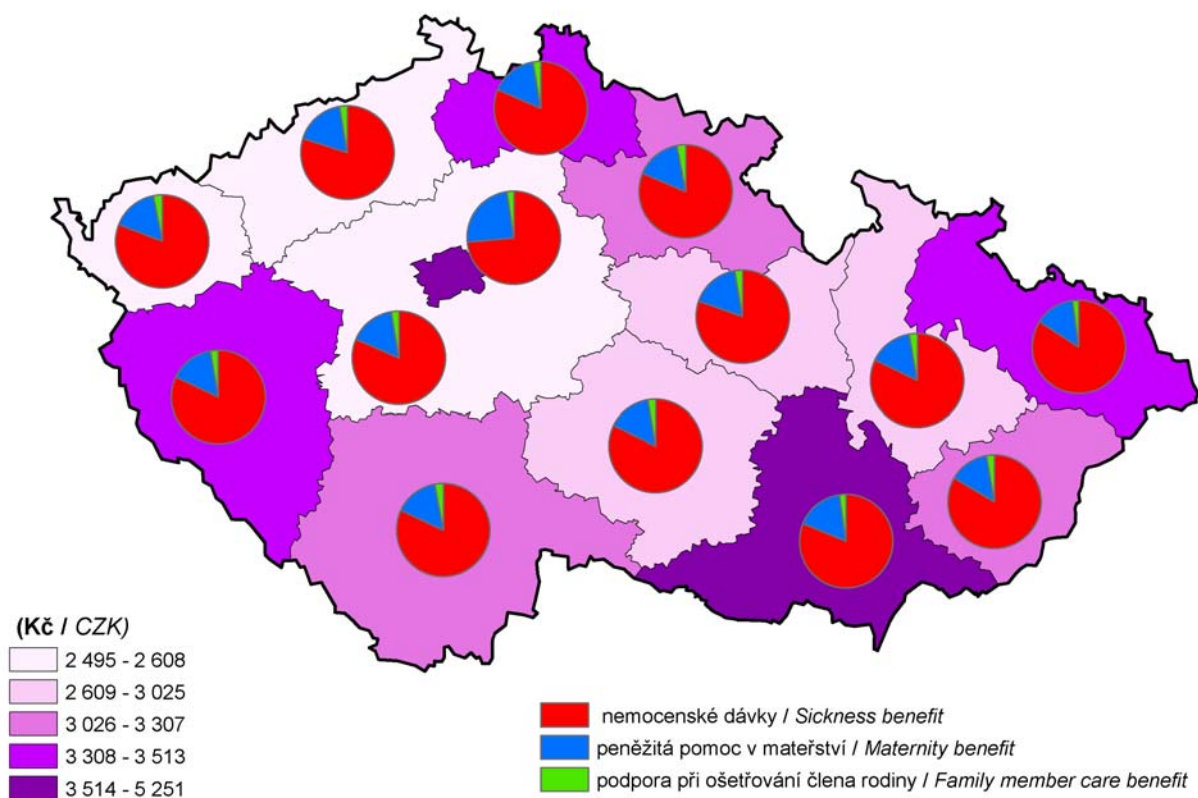 (Kč / CZK)
2 495 - 2 608
2 609 - 3 025
3 026 - 3 307
3 308 - 3 513
3 514 - 5 251
nemocenské dávky / Sickness benefit
peněžitá pomoc v mateřství / Maternity benefit
podpora při ošetřování člena rodiny / Family member care benefit